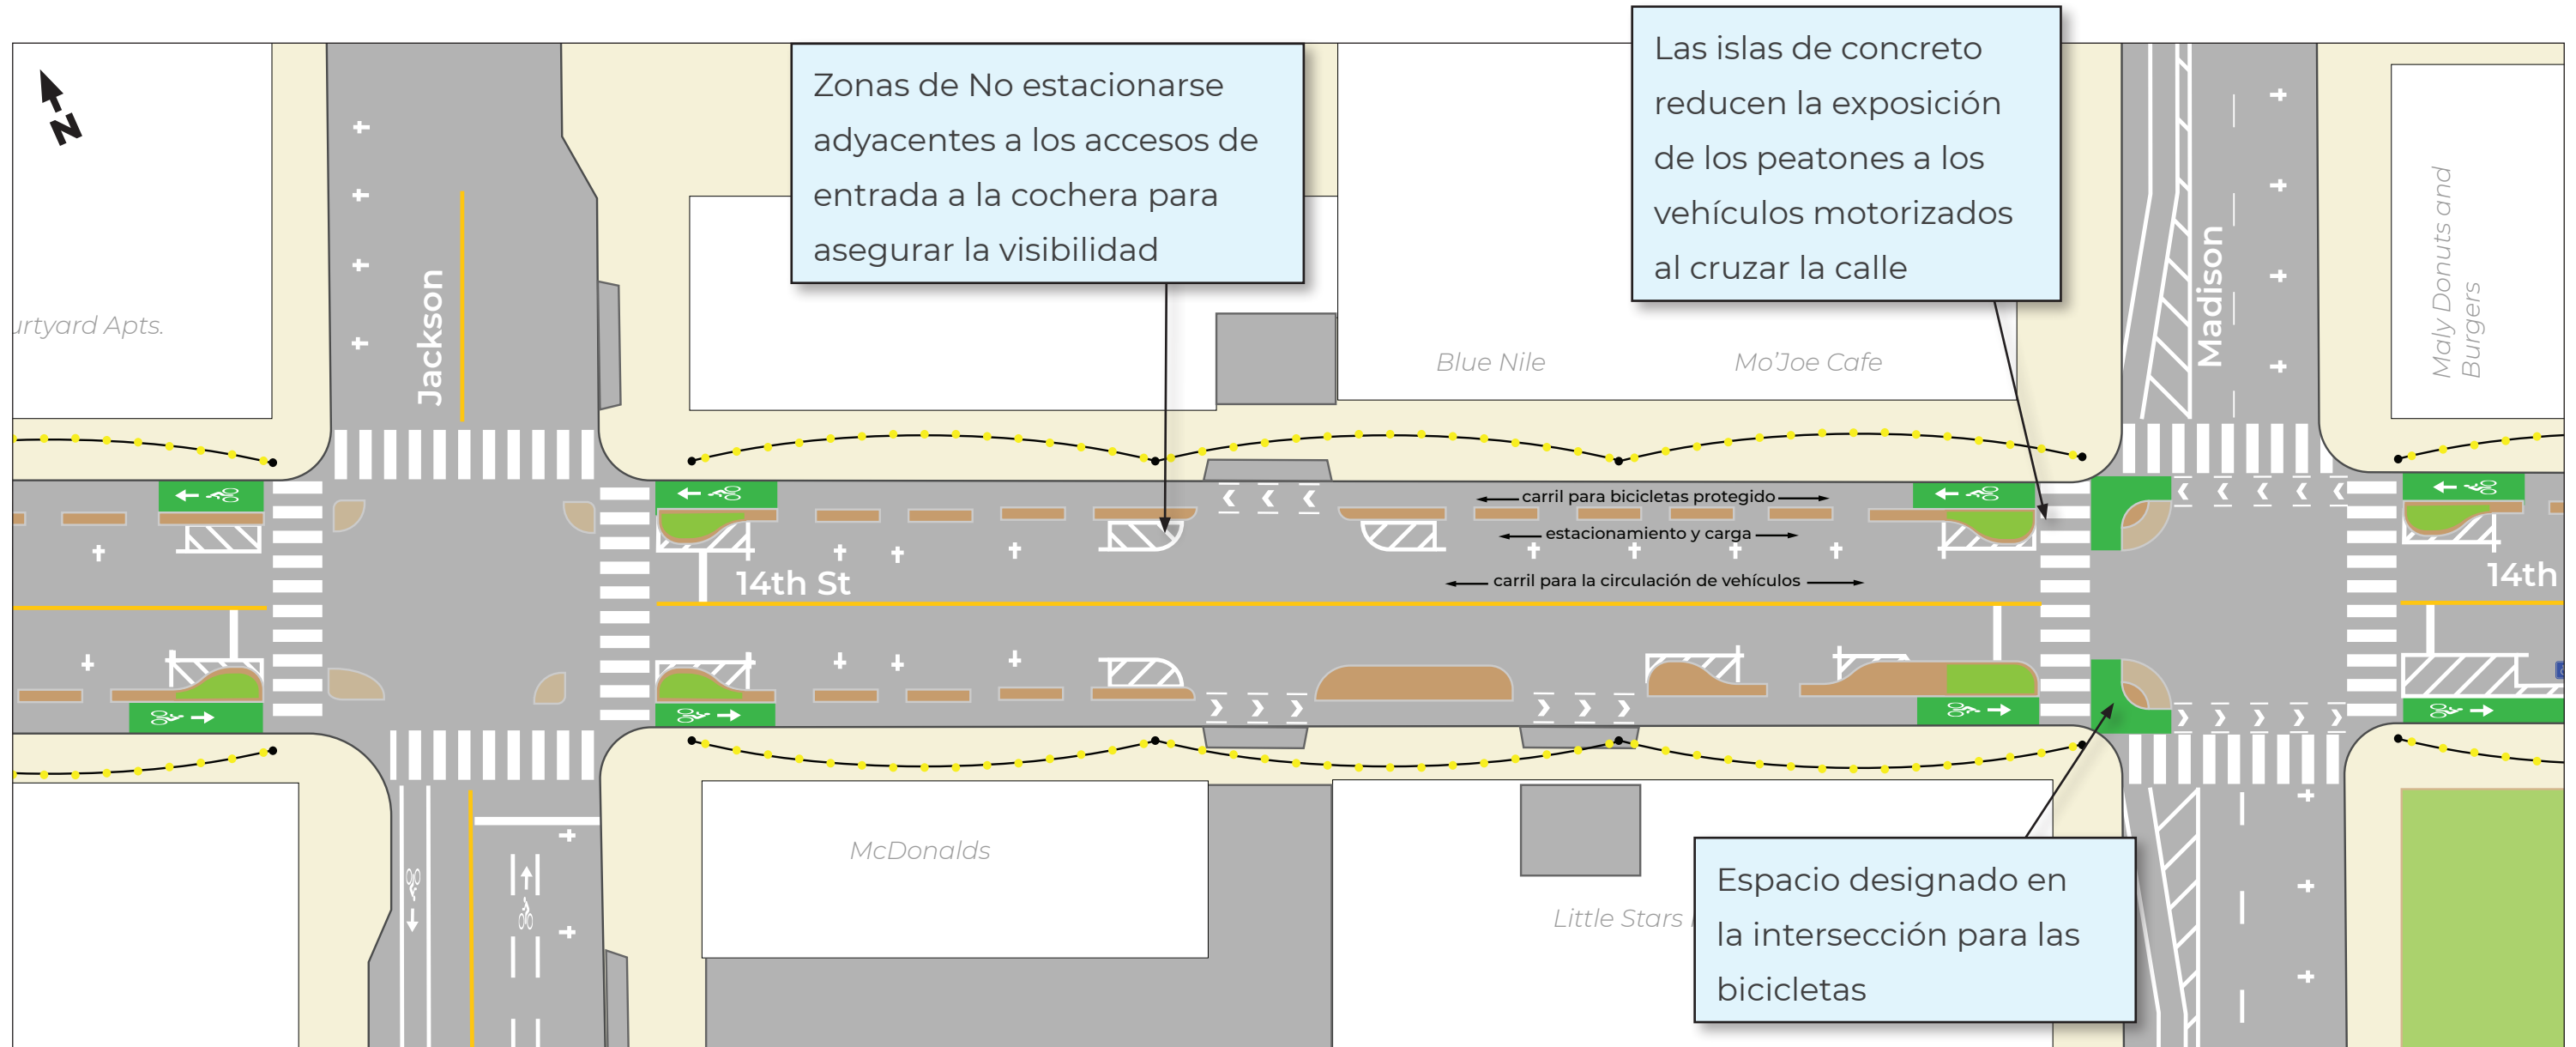 Zonas de No estacionarse
adyacentes a los accesos de
entrada a la cochera para
asegurar la visibilidad
Las islas de concreto
reducen la exposición
de los peatones a los
vehículos motorizados
al cruzar la calle
N
urtyard Apts.
Jackson
Blue Nile
Mo'Joe Cafe
Madison
Maly Donuts and
Burgers
carril para bicicletas protegido
estacionamiento y carga
carril para la circulación de vehículos
14th St
14th
McDonalds
Little Stars
Espacio designado en
la intersección para las
bicicletas